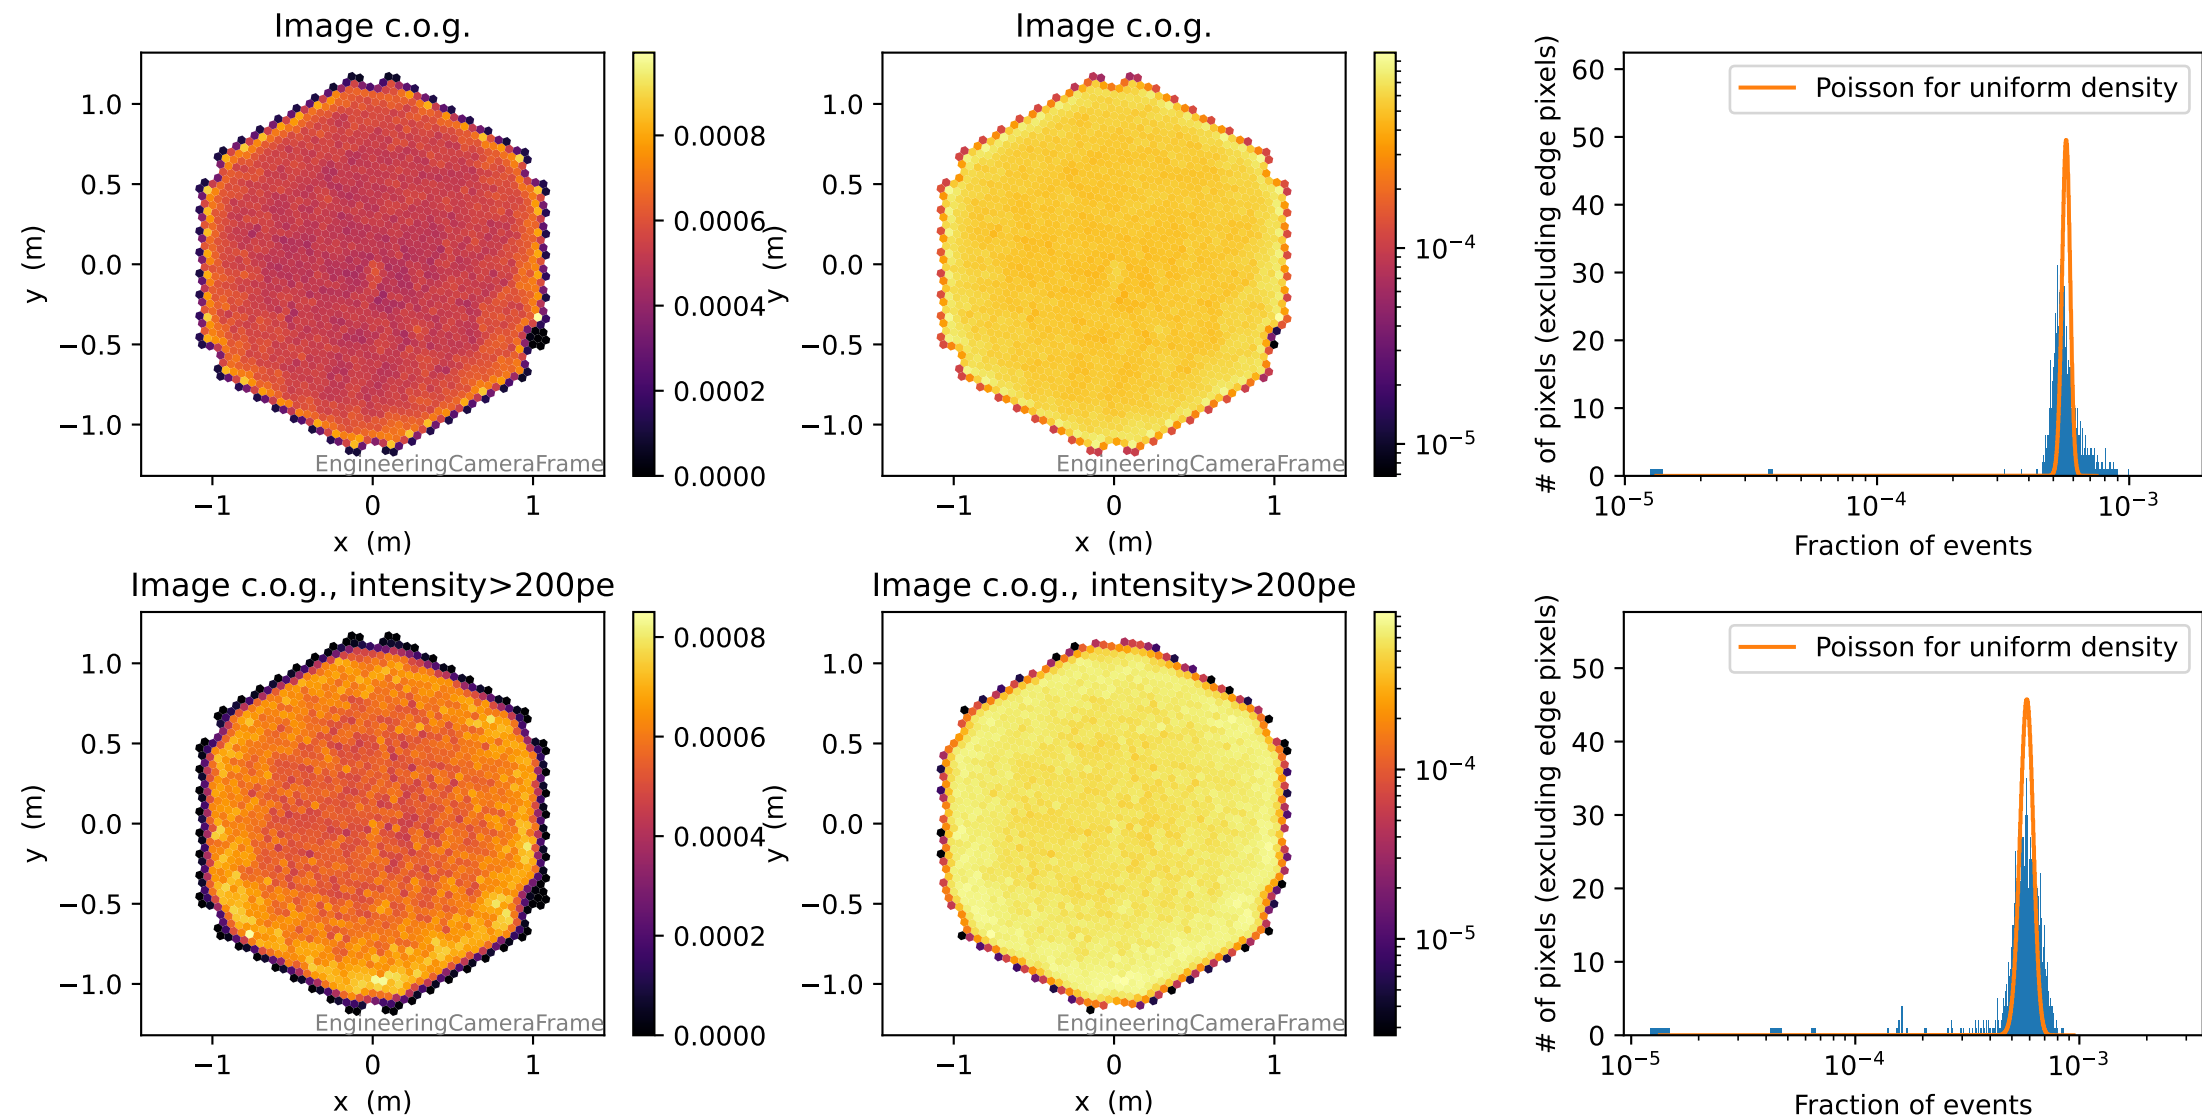 Image c.o.g.
1.0
0.5
0.0
−0.5
−1.0
y (m)
−1
0
1
x (m)
EngineeringCameraFrame
0.0008
0.0006
0.0004
0.0002
0.0000
Image c.o.g.
1.0
0.5
0.0
−0.5
−1.0
y (m)
−1
0
1
x (m)
EngineeringCameraFrame
10⁻⁴
10⁻⁵
# of pixels (excluding edge pixels)
60
50
40
30
20
10
0
Poisson for uniform density
10⁻⁵
10⁻⁴
10⁻³
Fraction of events
Image c.o.g., intensity>200pe
1.0
0.5
0.0
−0.5
−1.0
y (m)
−1
0
1
x (m)
EngineeringCameraFrame
0.0008
0.0006
0.0004
0.0002
0.0000
Image c.o.g., intensity>200pe
1.0
0.5
0.0
−0.5
−1.0
y (m)
−1
0
1
x (m)
EngineeringCameraFrame
10⁻⁴
10⁻⁵
# of pixels (excluding edge pixels)
50
40
30
20
10
0
Poisson for uniform density
10⁻⁵
10⁻⁴
10⁻³
Fraction of events